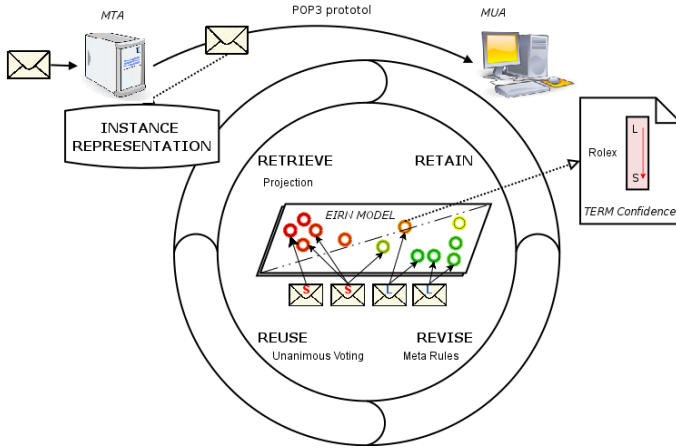 MTA
POP3 prototol
MUA
INSTANCE
REPRESENTATION
RETRIEVE
Projection
RETAIN
L
Rolex
S
TERM Confidence
EIRN MODEL
S
S
L
L
REUSE
Unanimous Voting
REVISE
Meta Rules